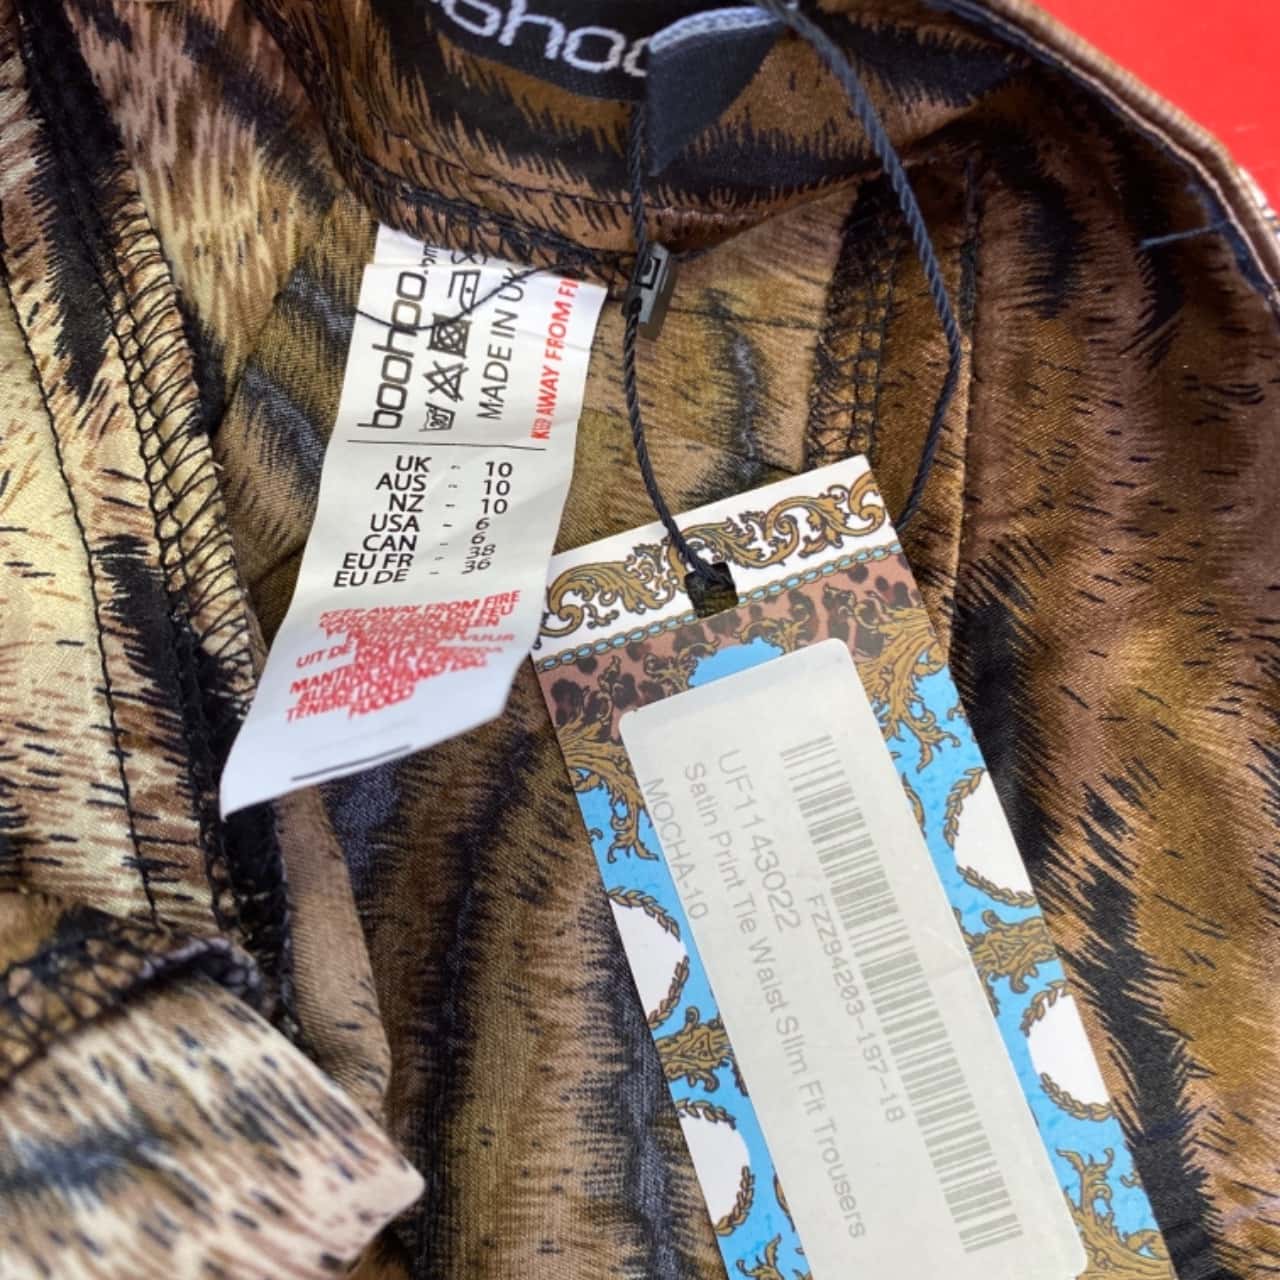 boohoo
boohoo
MADE IN UK
AWAY FROM
UK - 10
AUS - 10
NZ - 10
USA - 6
CAN - 6
EU FR - 38
EU DE - 36
KEEP AWAY FROM FIRE
UIT DE
UF1143022
FZZ94203-197-18
Satin Print Tie Waist Slim Fit Trousers
MOCHA-10